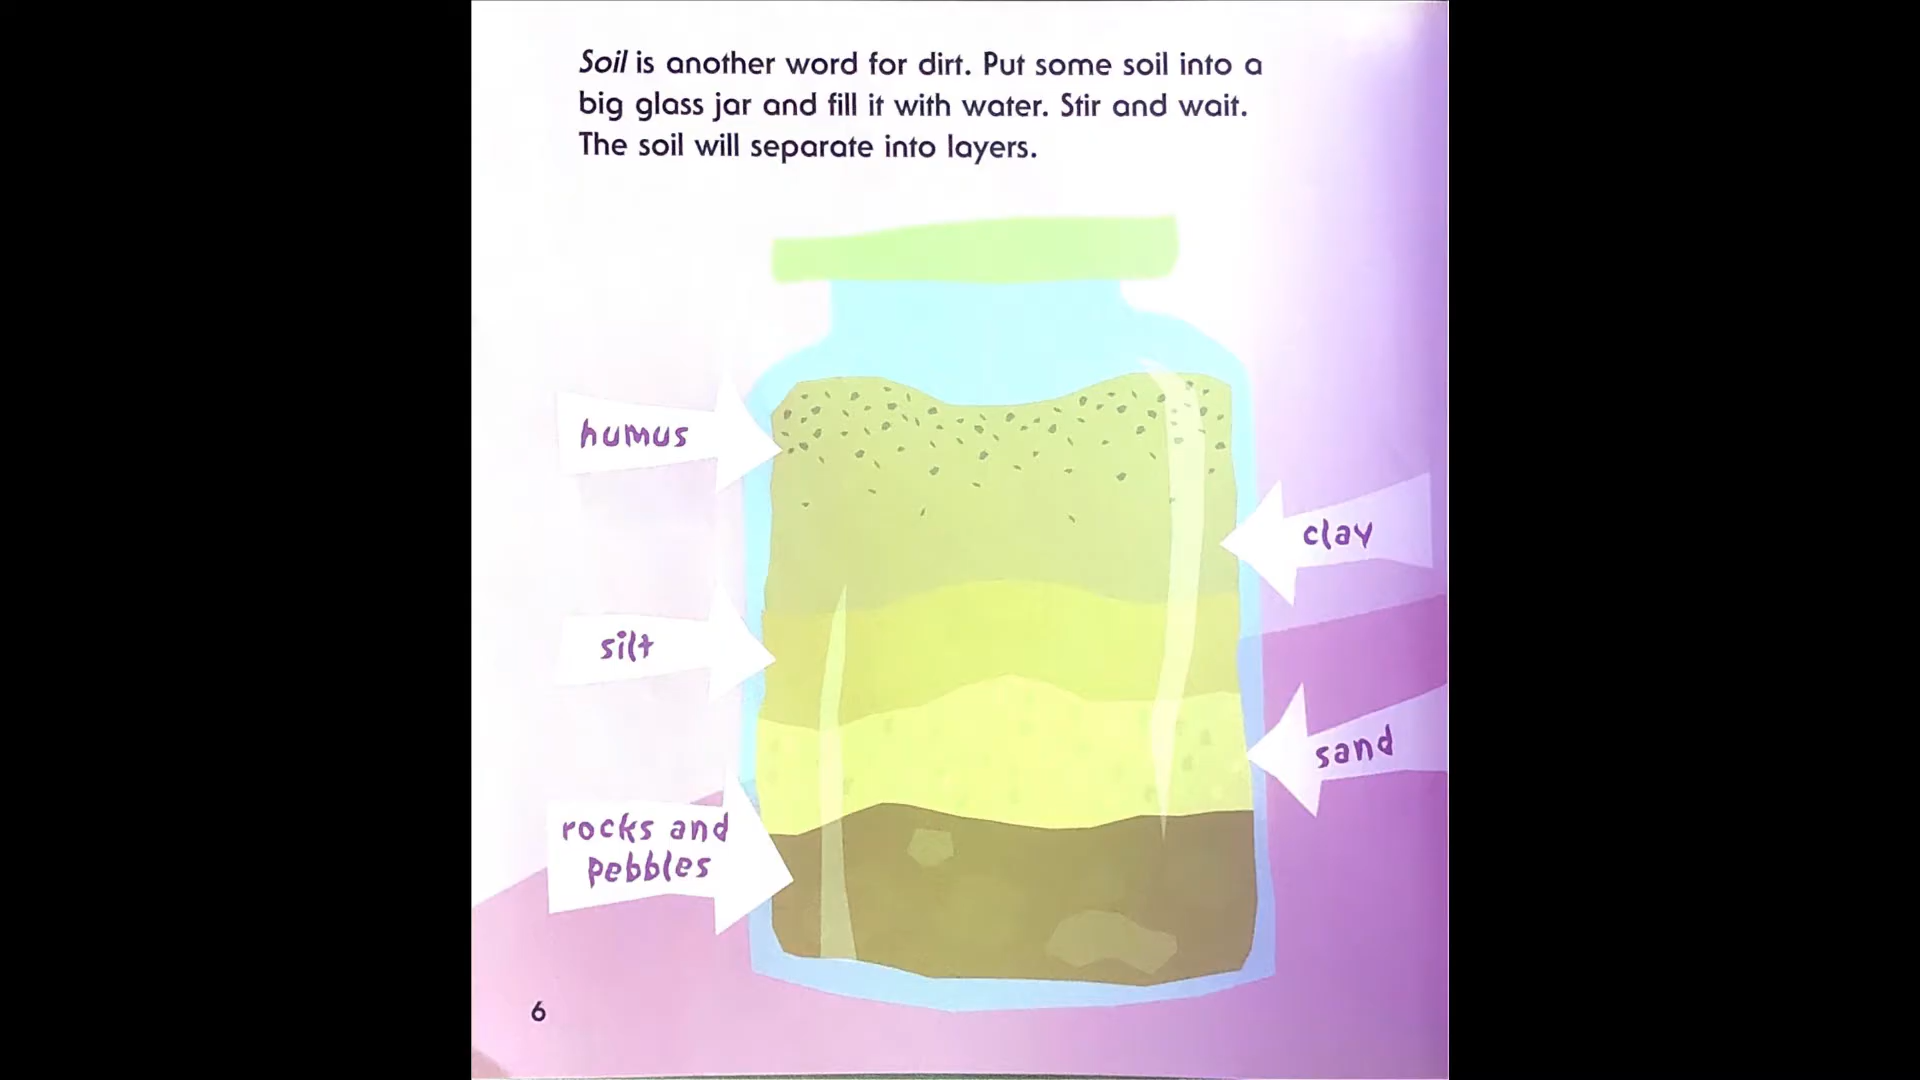 Soil is another word for dirt. Put some soil into a
big glass jar and fill it with water. Stir and wait.
The soil will separate into layers.
humus
clay
silt
sand
rocks and
pebbles
6